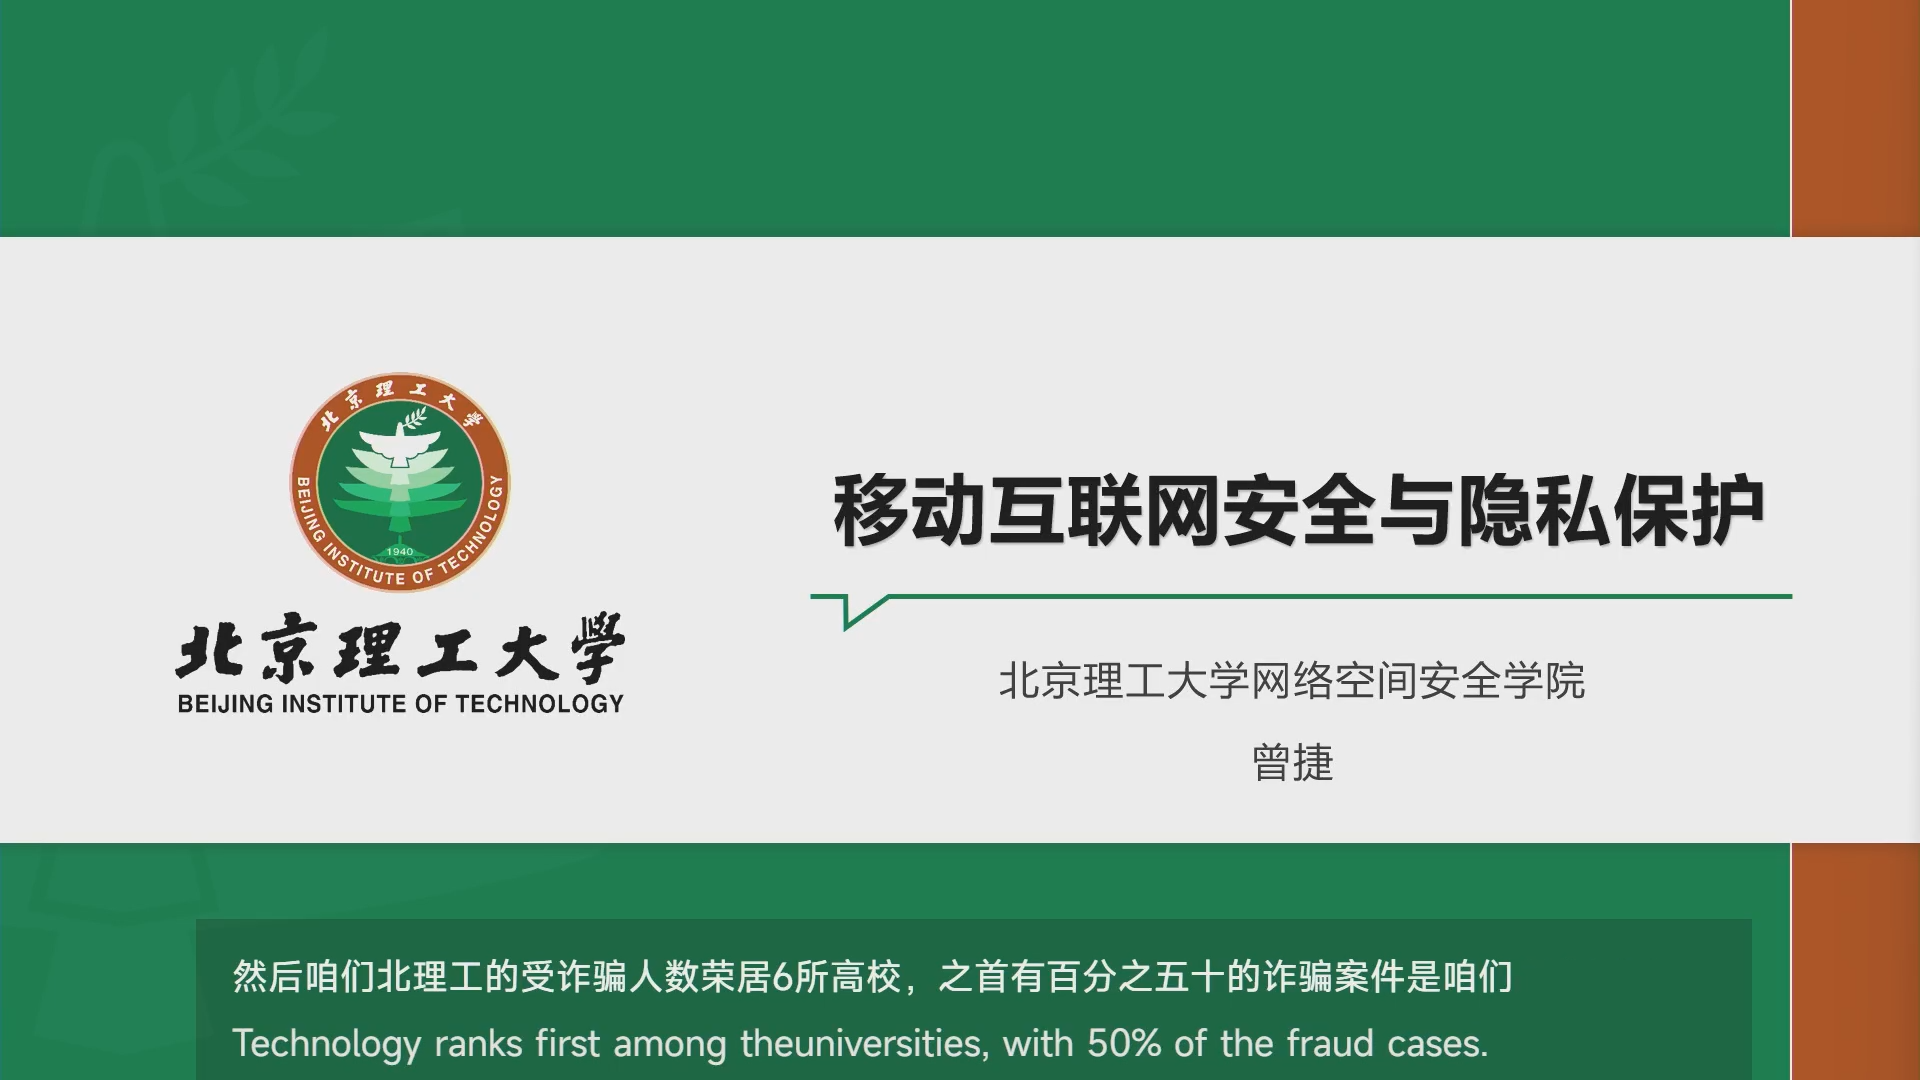 北京理工大学
BEIJING INSTITUTE OF TECHNOLOGY
1940
北京理工大學
BEIJING INSTITUTE OF TECHNOLOGY
移动互联网安全与隐私保护
北京理工大学网络空间安全学院
曾捷
然后咱们北理工的受诈骗人数荣居6所高校，之首有百分之五十的诈骗案件是咱们
Technology ranks first among theuniversities, with 50% of the fraud cases.